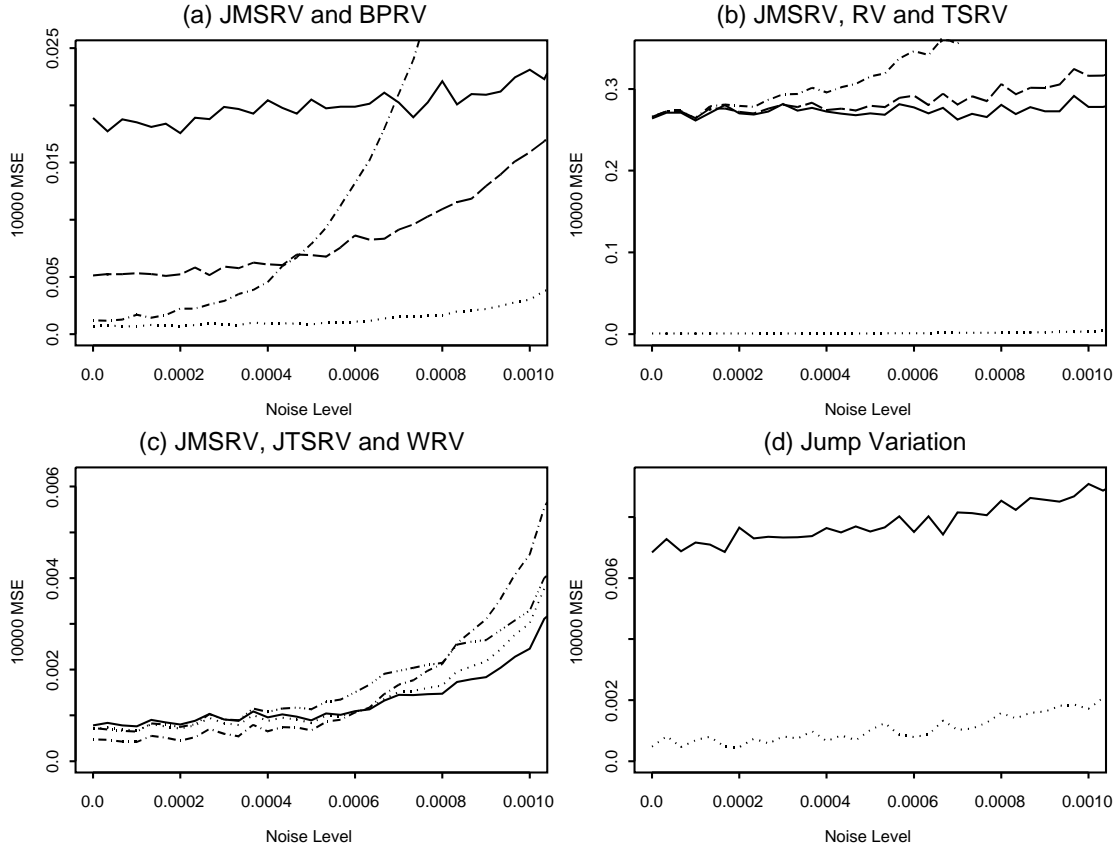 (a) JMSRV and BPRV
10000 MSE
0.025
0.015
0.005
0.0
0.0 0.0002 0.0004 0.0006 0.0008 0.0010
Noise Level
(b) JMSRV, RV and TSRV
10000 MSE
0.3
0.2
0.1
0.0
0.0 0.0002 0.0004 0.0006 0.0008 0.0010
Noise Level
(c) JMSRV, JTSRV and WRV
10000 MSE
0.006
0.004
0.002
0.0
0.0 0.0002 0.0004 0.0006 0.0008 0.0010
Noise Level
(d) Jump Variation
10000 MSE
0.006
0.002
0.0
0.0 0.0002 0.0004 0.0006 0.0008 0.0010
Noise Level